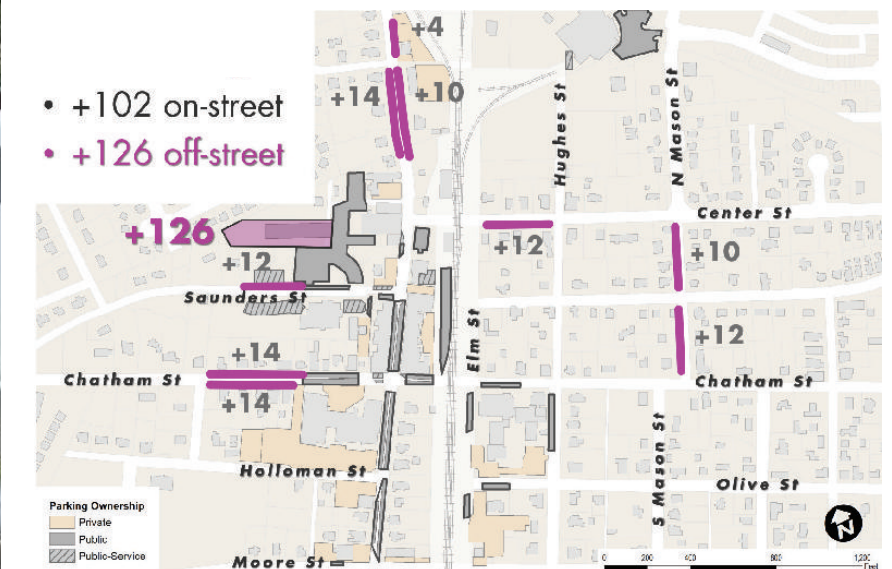 +4
+14
+10
• +102 on-street
• +126 off-street
Hughes St
N Mason St
Center St
+126
+12
+12
+10
Saunders St
Elm St
+12
+14
Chatham St
Chatham St
+14
S Mason St
Holloman St
Olive St
Parking Ownership
Private
Public
Public-Service
Moore St
N
0 200 400 800 1,200
Feet